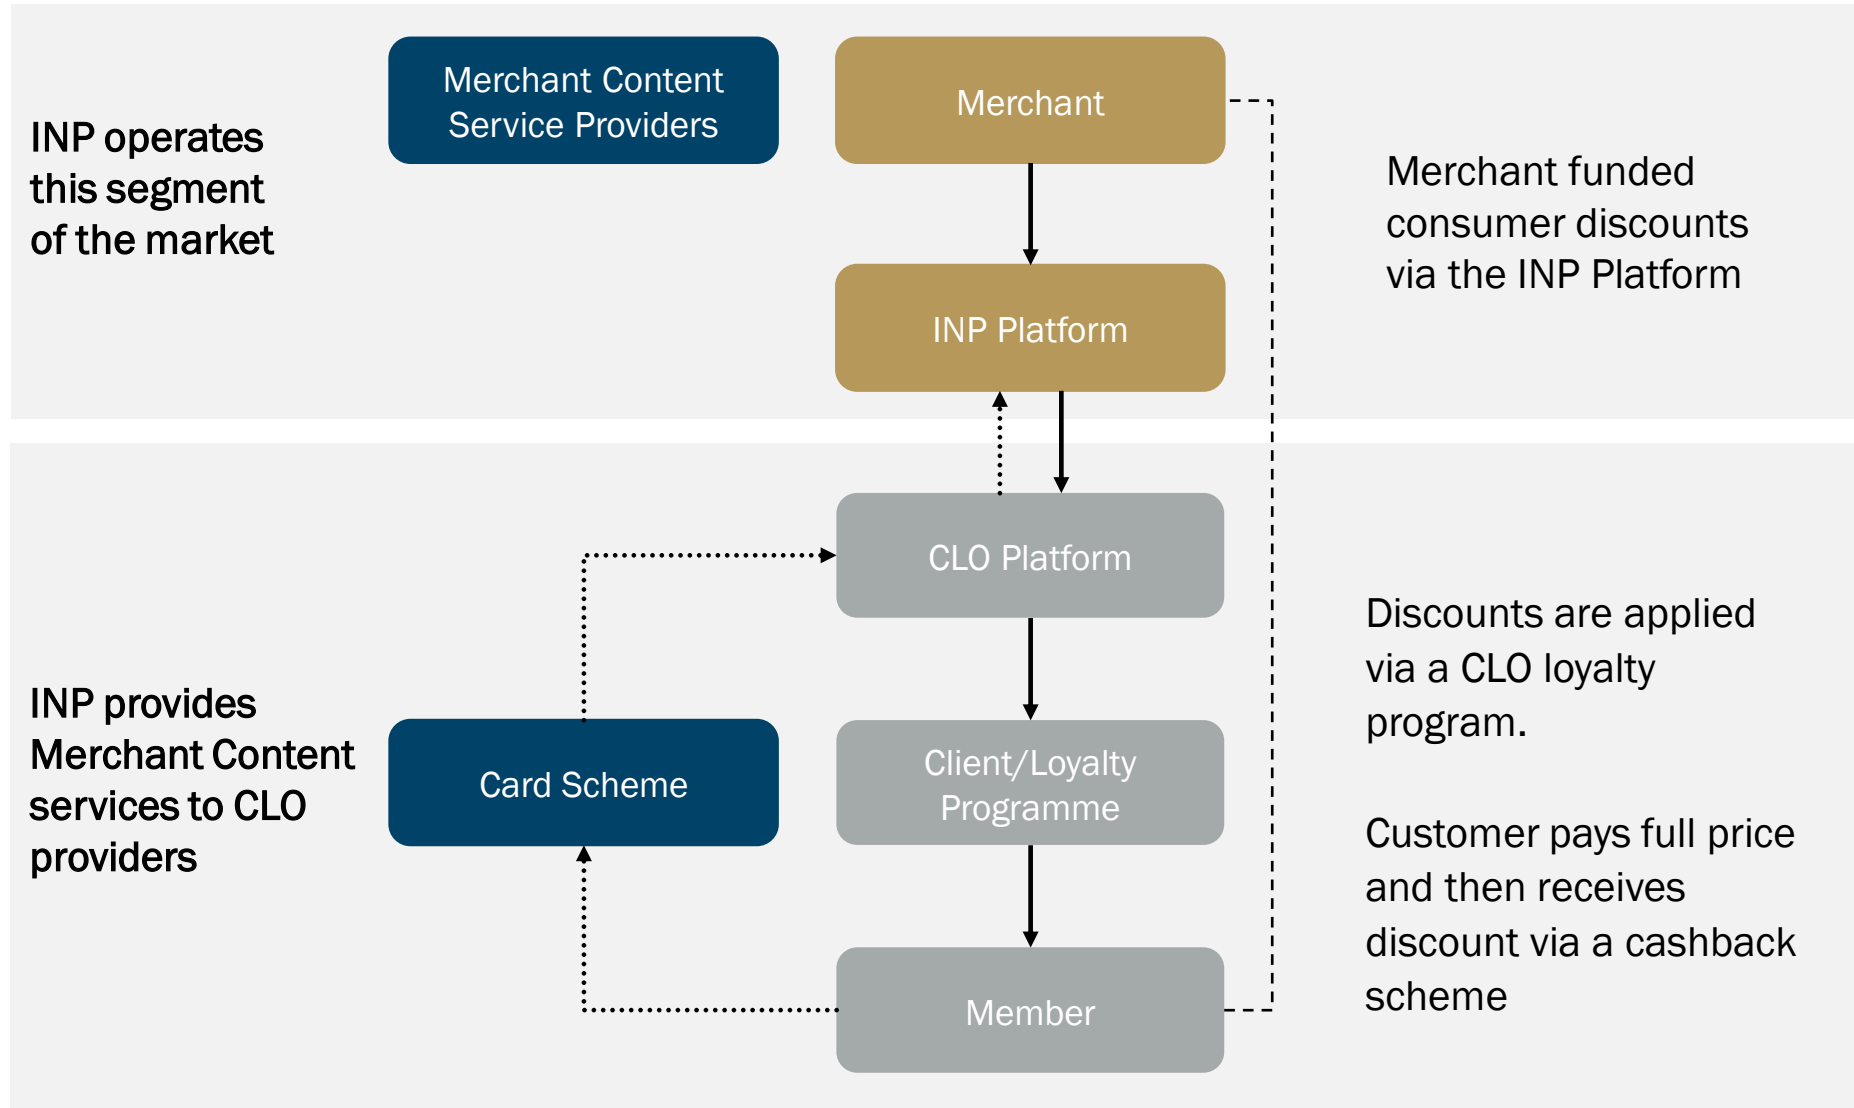 INP operates
this segment
of the market
Merchant Content
Service Providers
Merchant
INP Platform
Merchant funded
consumer discounts
via the INP Platform
INP provides
Merchant Content
services to CLO
providers
CLO Platform
Card Scheme
Client/Loyalty
Programme
Member
Discounts are applied
via a CLO loyalty
program.
Customer pays full price
and then receives
discount via a cashback
scheme